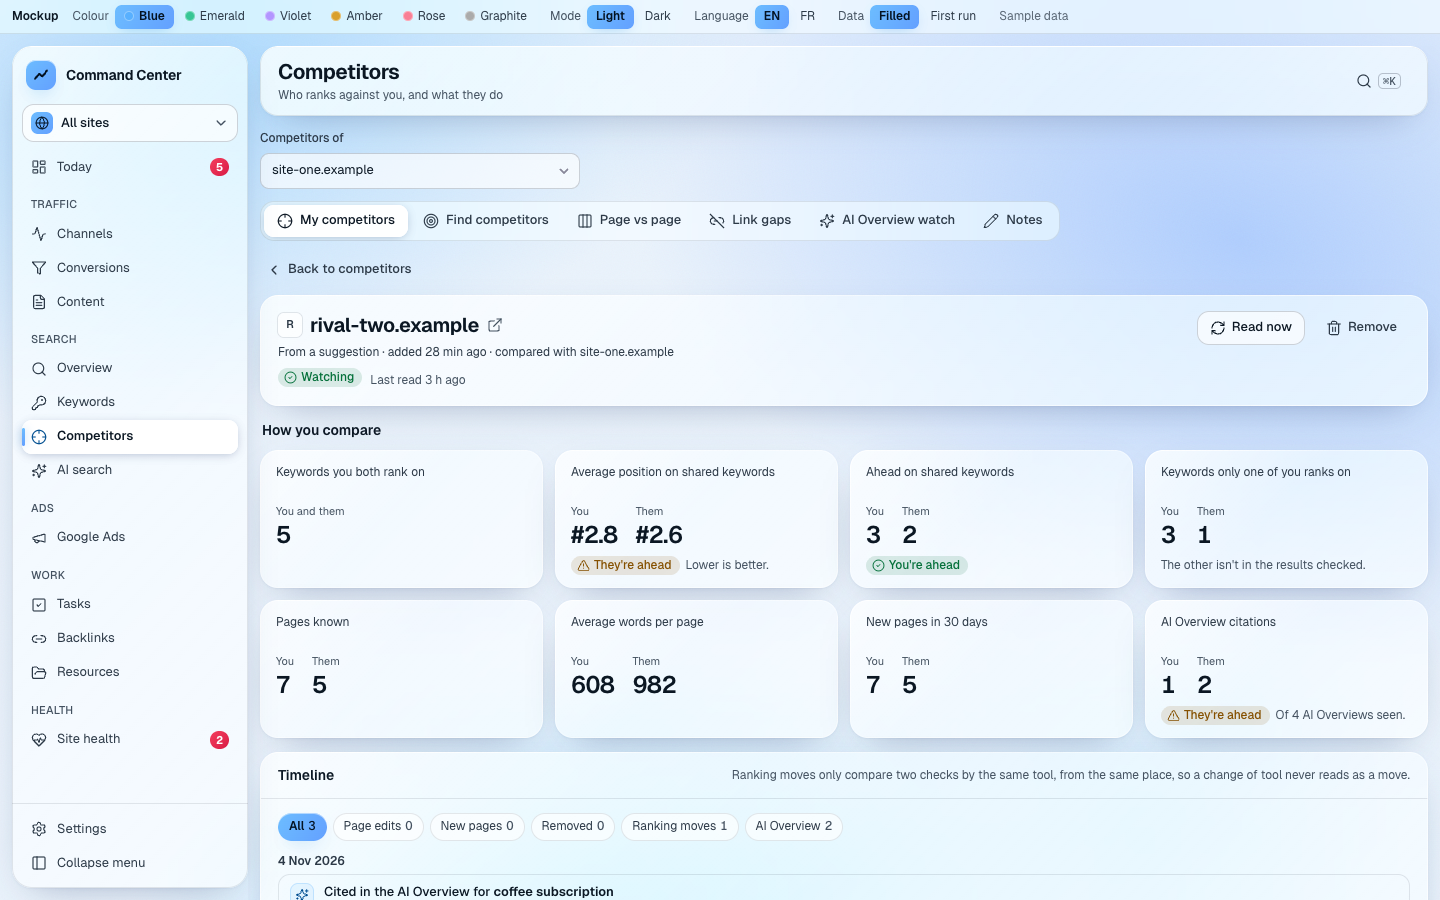 Mockup Colour Blue Emerald Violet Amber Rose Graphite Mode Light Dark Language EN FR Data Filled First run Sample data
Command Center
All sites
Today 5
TRAFFIC
Channels
Conversions
Content
SEARCH
Overview
Keywords
Competitors
AI search
ADS
Google Ads
WORK
Tasks
Backlinks
Resources
HEALTH
Site health 2
Settings
Collapse menu
Competitors
Who ranks against you, and what they do
⌘K
Competitors of
site-one.example
My competitors Find competitors Page vs page Link gaps AI Overview watch Notes
Back to competitors
R rival-two.example
Read now Remove
From a suggestion · added 28 min ago · compared with site-one.example
Watching Last read 3 h ago
How you compare
Keywords you both rank on
You and them
5
Average position on shared keywords
You Them
#2.8 #2.6
They're ahead Lower is better.
Ahead on shared keywords
You Them
3 2
You're ahead
Keywords only one of you ranks on
You Them
3 1
The other isn't in the results checked.
Pages known
You Them
7 5
Average words per page
You Them
608 982
New pages in 30 days
You Them
7 5
AI Overview citations
You Them
1 2
They're ahead Of 4 AI Overviews seen.
Timeline
Ranking moves only compare two checks by the same tool, from the same place, so a change of tool never reads as a move.
All 3 Page edits 0 New pages 0 Removed 0 Ranking moves 1 AI Overview 2
4 Nov 2026
Cited in the AI Overview for coffee subscription